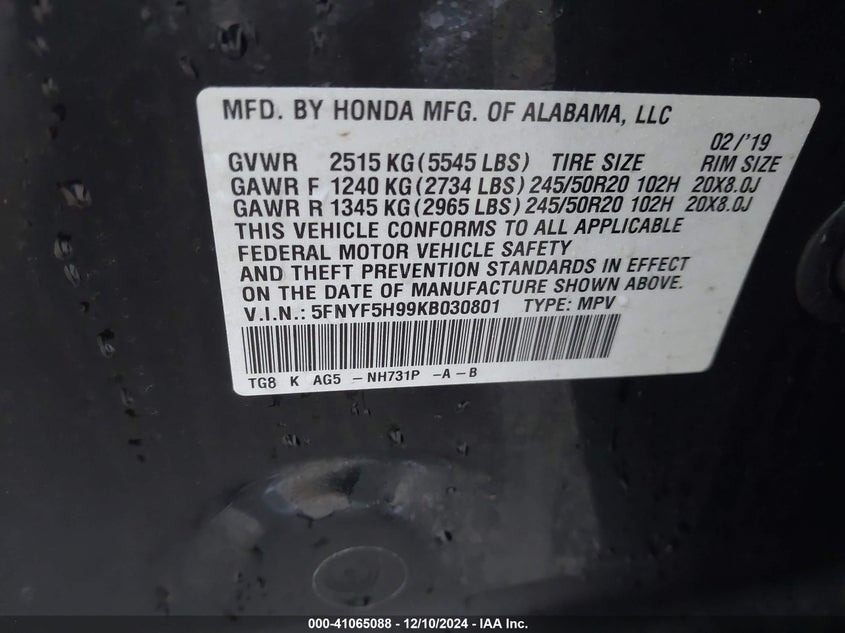 MFD. BY HONDA MFG. OF ALABAMA, LLC
02/'19
GVWR 2515 KG (5545 LBS) TIRE SIZE RIM SIZE
GAWR F 1240 KG (2734 LBS) 245/50R20 102H 20X8.0J
GAWR R 1345 KG (2965 LBS) 245/50R20 102H 20X8.0J
THIS VEHICLE CONFORMS TO ALL APPLICABLE
FEDERAL MOTOR VEHICLE SAFETY
AND THEFT PREVENTION STANDARDS IN EFFECT
ON THE DATE OF MANUFACTURE SHOWN ABOVE.
V.I.N.: 5FNYF5H99KB030801 TYPE: MPV
TG8 K AG5 -NH731P -A-B
000-41065088 - 12/10/2024 - IAA Inc.